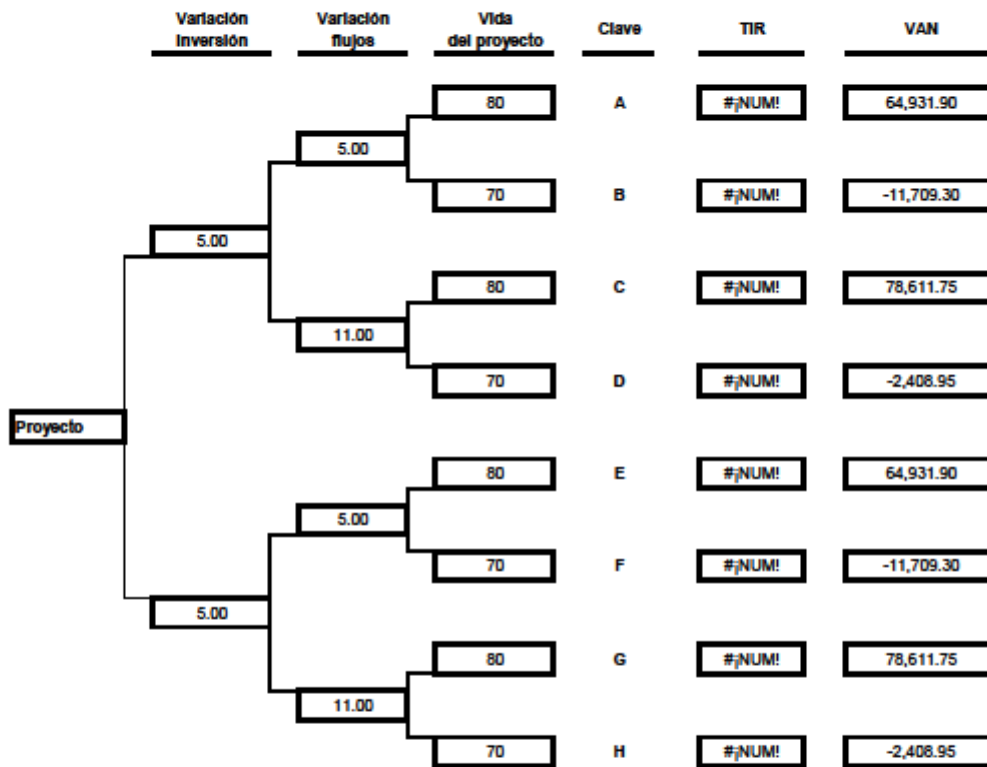 Variación Inversión
Variación flujos
Vida del proyecto
Clave
TIR
VAN
80
A
#¡NUM!
64,931.90
5.00
70
B
#¡NUM!
-11,709.30
5.00
80
C
#¡NUM!
78,611.75
11.00
70
D
#¡NUM!
-2,408.95
Proyecto
80
E
#¡NUM!
64,931.90
5.00
70
F
#¡NUM!
-11,709.30
5.00
80
G
#¡NUM!
78,611.75
11.00
70
H
#¡NUM!
-2,408.95